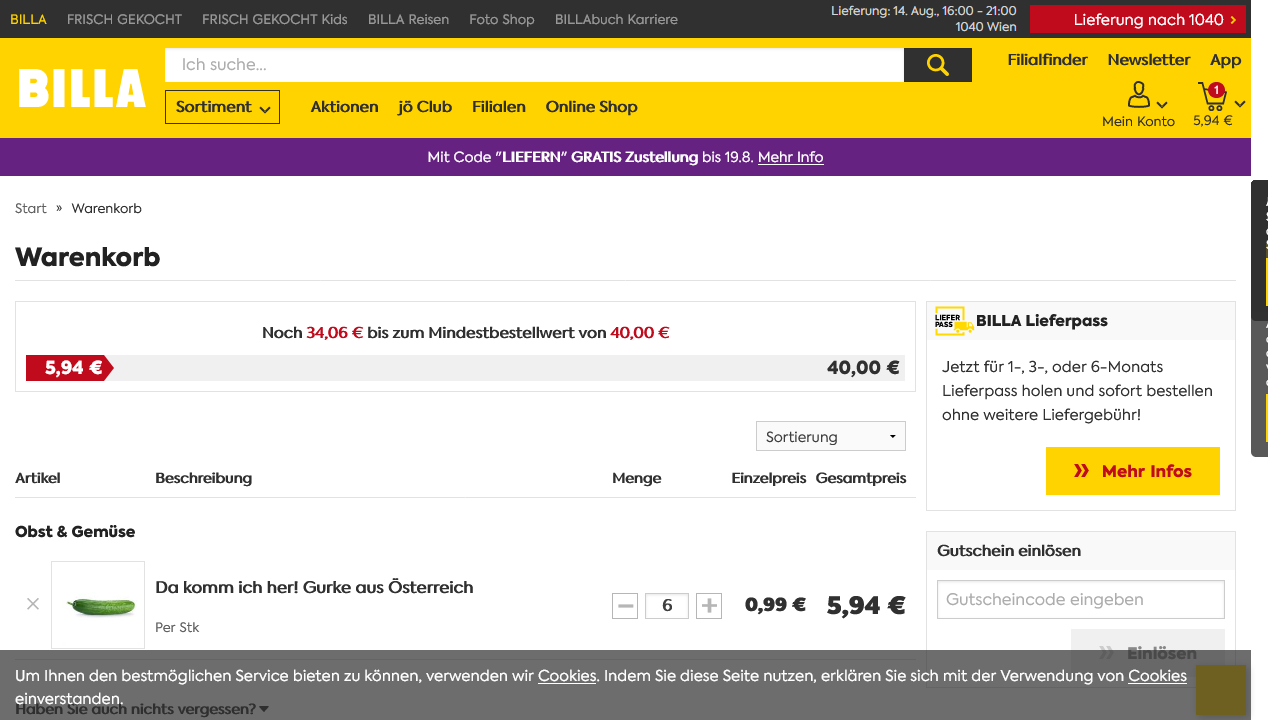 BILLA FRISCH GEKOCHT FRISCH GEKOCHT Kids BILLA Reisen Foto Shop BILLAbuch Karriere
Lieferung: 14. Aug., 16:00 - 21:00
1040 Wien
Lieferung nach 1040
BILLA
Ich suche...
Filialfinder Newsletter App
Sortiment Aktionen jö Club Filialen Online Shop
Mein Konto
1
5,94 €
Mit Code "LIEFERN" GRATIS Zustellung bis 19.8. Mehr Info
Start » Warenkorb
Warenkorb
Noch 34,06 € bis zum Mindestbestellwert von 40,00 €
5,94 € 40,00 €
Sortierung
Artikel Beschreibung Menge Einzelpreis Gesamtpreis
Obst & Gemüse
Da komm ich her! Gurke aus Österreich
Per Stk
6 0,99 € 5,94 €
LIEFER
PASS
BILLA Lieferpass
Jetzt für 1-, 3-, oder 6-Monats
Lieferpass holen und sofort bestellen
ohne weitere Liefergebühr!
Mehr Infos
Gutschein einlösen
Gutscheincode eingeben
Einlösen
Um Ihnen den bestmöglichen Service bieten zu können, verwenden wir Cookies. Indem Sie diese Seite nutzen, erklären Sie sich mit der Verwendung von Cookies
einverstanden.
Haben Sie auch nichts vergessen?